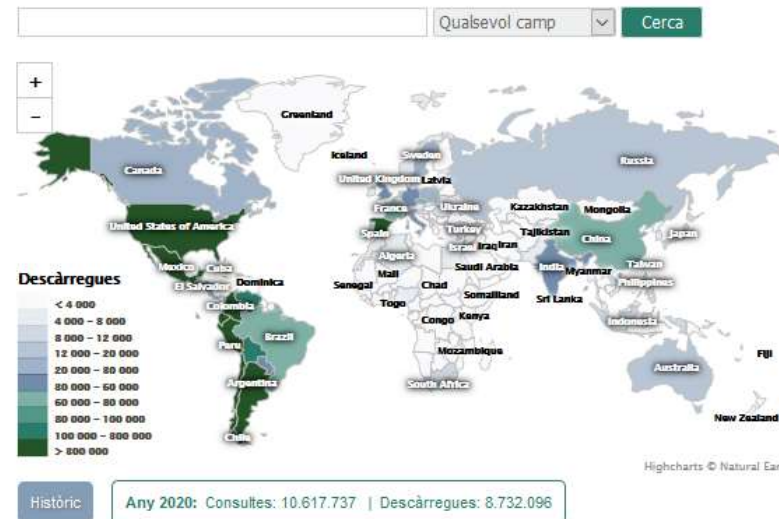 Qualsevol camp
Cerca
+
−
Greenland
Iceland
Sweden
Russia
Canada
United Kingdom
Latvia
France
Ukraine
Kazakhstan
Mongolia
United States of America
Spain
Turkey
Tajikistan
China
Japan
Algeria
Israel
Iraq
Iran
Mexico
Cuba
Mali
Saudi Arabia
India
Myanmar
Taiwan
Descàrregues
El Salvador
Dominica
Senegal
Chad
Philippines
Colombia
Togo
Somaliland
Sri Lanka
Congo
Kenya
Indonesia
Peru
Brazil
Mozambique
Fiji
Argentina
South Africa
Australia
Chile
New Zealand
< 4 000
4 000 – 8 000
8 000 – 12 000
12 000 – 20 000
20 000 – 80 000
80 000 – 60 000
60 000 – 80 000
80 000 – 100 000
100 000 – 800 000
> 800 000
Highcharts © Natural Ear
Històric
Any 2020: Consultes: 10.617.737 | Descàrregues: 8.732.096